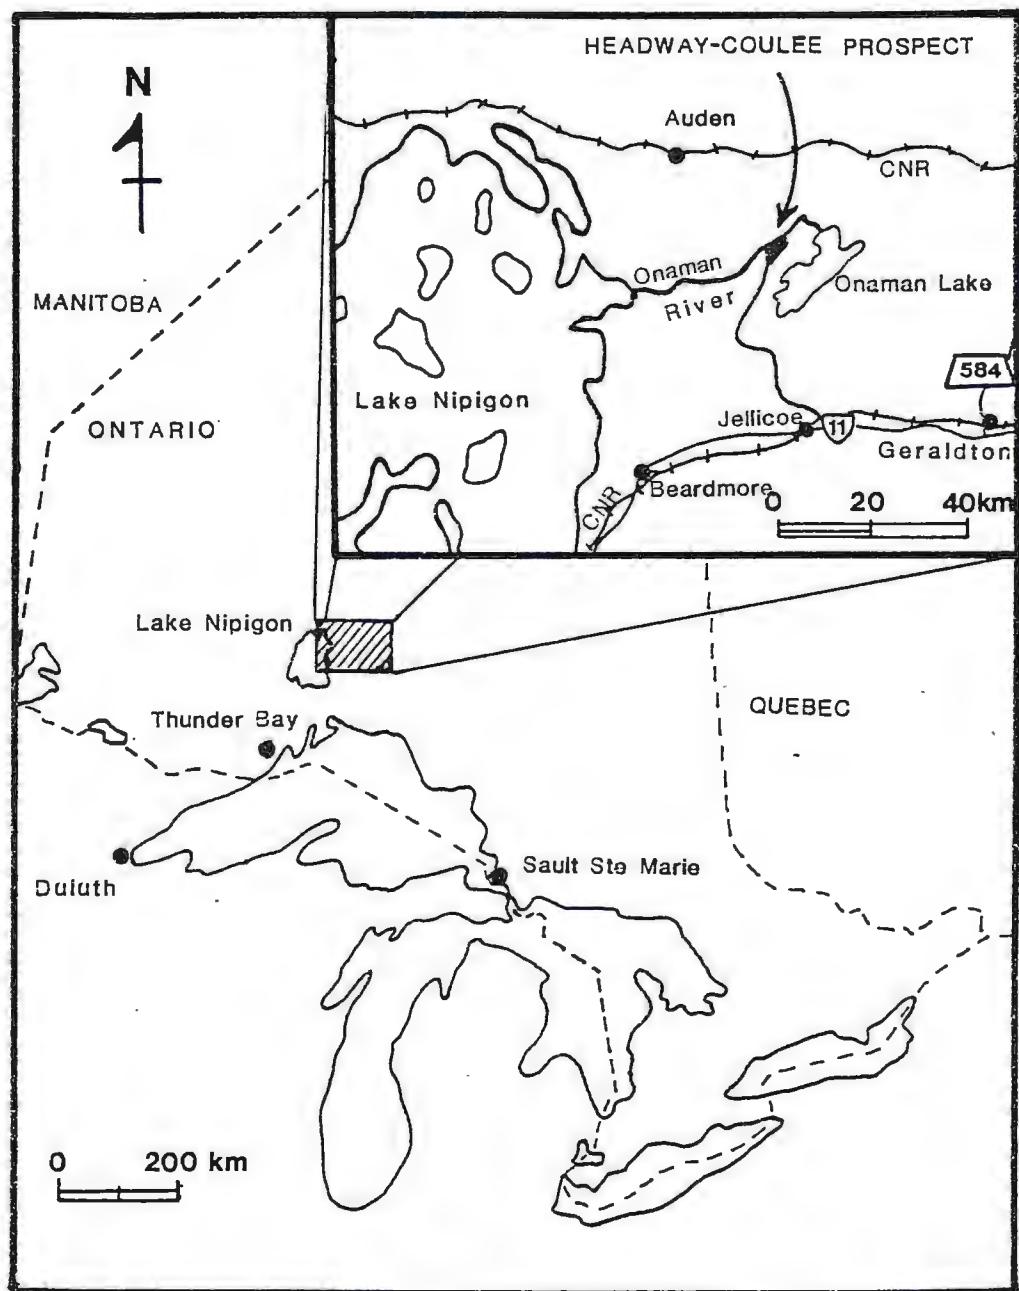 HEADWAY-COULEE PROSPECT
N
Auden
CNR
MANITOBA
Onaman
River
Onaman Lake
584
ONTARIO
Lake Nipigon
Jellicoe
11
Geraldton
CNR
Beardmore
0 20 40km
Lake Nipigon
QUEBEC
Thunder Bay
Sault Ste Marie
Duluth
0 200 km